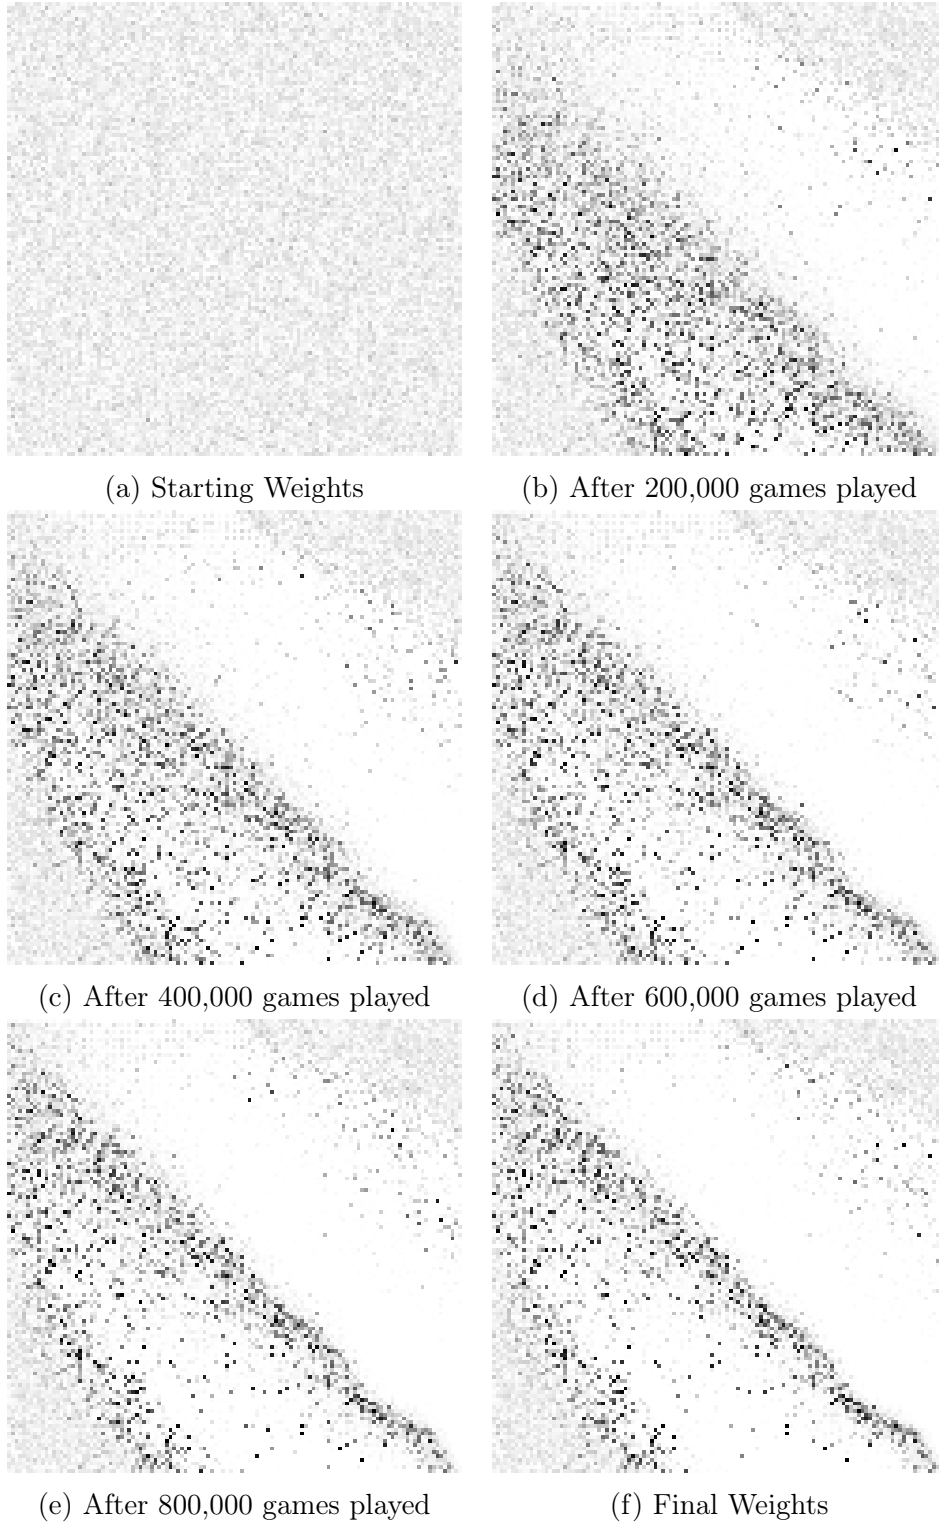 (a) Starting Weights
(b) After 200,000 games played
(c) After 400,000 games played
(d) After 600,000 games played
(e) After 800,000 games played
(f) Final Weights